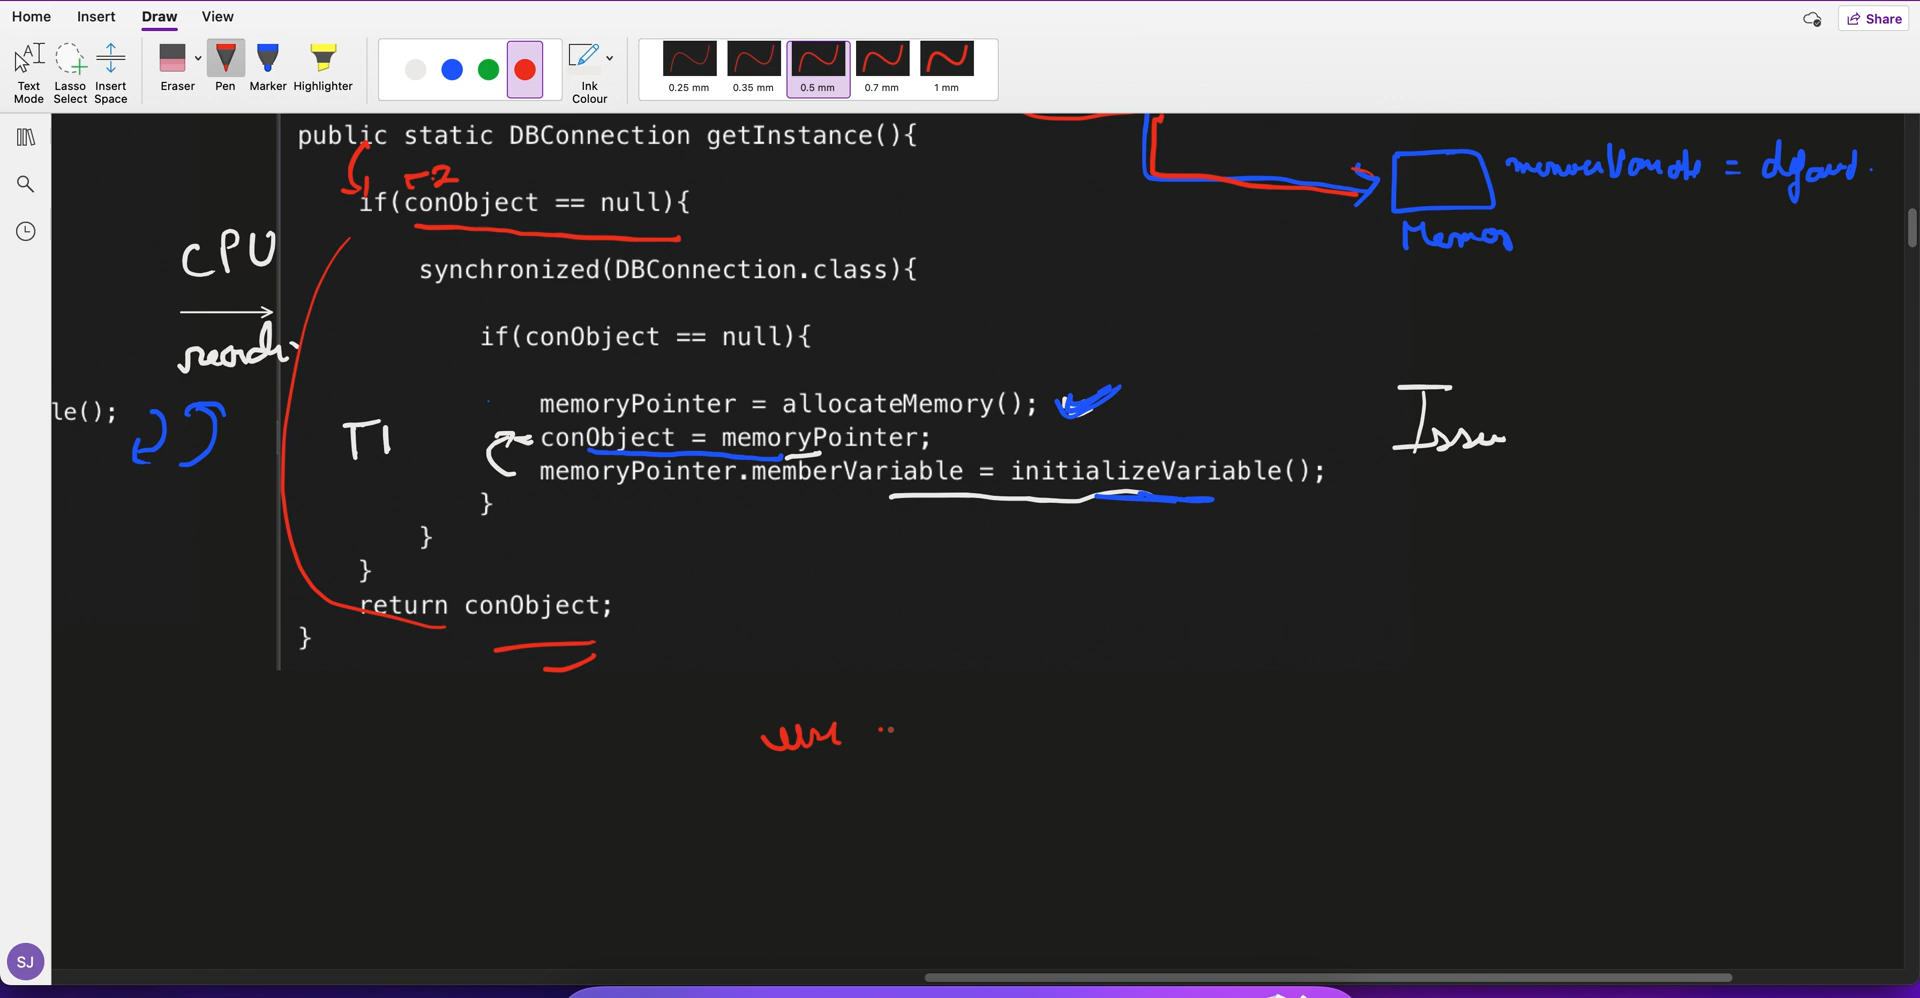 Home Insert Draw View
Share
Text Mode
Lasso Select
Insert Space
Eraser
Pen
Marker
Highlighter
Ink Colour
0.25 mm
0.35 mm
0.5 mm
0.7 mm
1 mm
public static DBConnection getInstance(){
T2
if(conObject == null){
Memory
CPU
synchronized(DBConnection.class){
if(conObject == null){
reorder
le();
memoryPointer = allocateMemory();
T1
conObject = memoryPointer;
Issue
memoryPointer.memberVariable = initializeVariable();
}
}
}
return conObject;
}
use
SJ